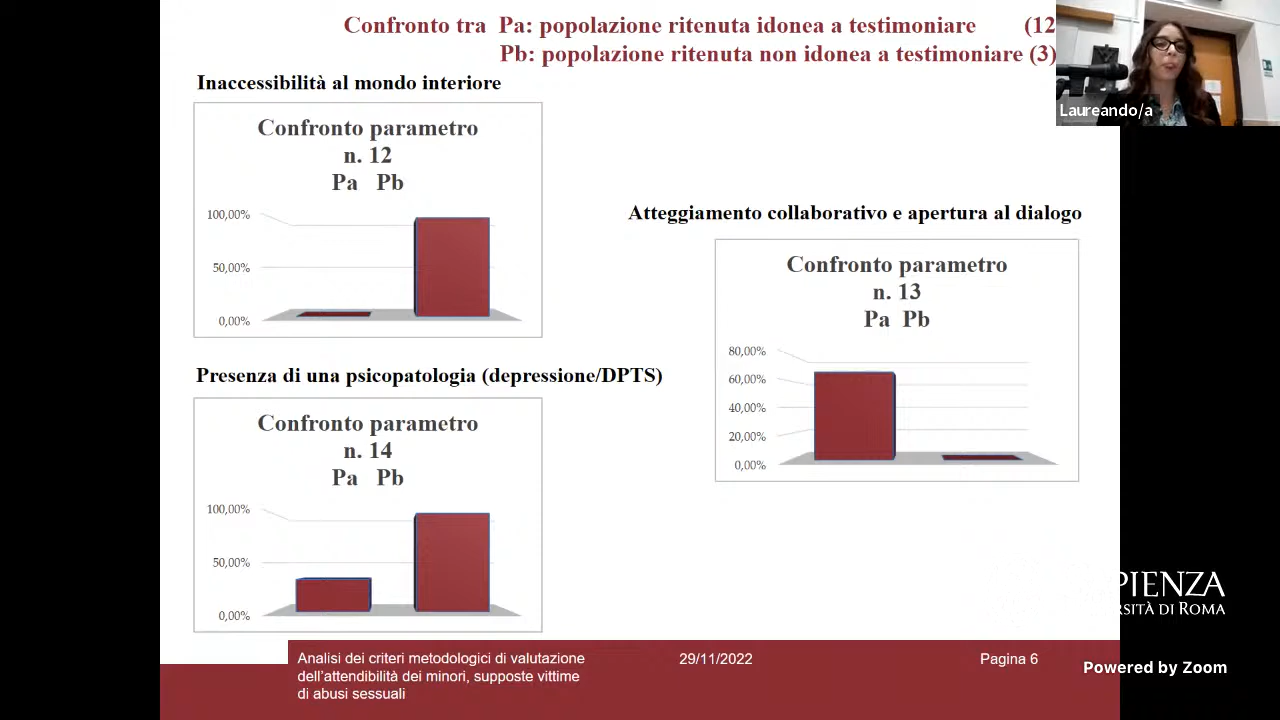 Confronto tra Pa: popolazione ritenuta idonea a testimoniare (12
Pb: popolazione ritenuta non idonea a testimoniare (3)
Laureando/a
Inaccessibilità al mondo interiore
Confronto parametro
n. 12
Pa Pb
100,00%
50,00%
0,00%
Atteggiamento collaborativo e apertura al dialogo
Confronto parametro
n. 13
Pa Pb
80,00%
60,00%
40,00%
20,00%
0,00%
Presenza di una psicopatologia (depressione/DPTS)
Confronto parametro
n. 14
Pa Pb
100,00%
50,00%
0,00%
PIENZA
RSITÀ DI ROMA
Analisi dei criteri metodologici di valutazione
dell'attendibilità dei minori, supposte vittime
di abusi sessuali
29/11/2022
Pagina 6
Powered by Zoom